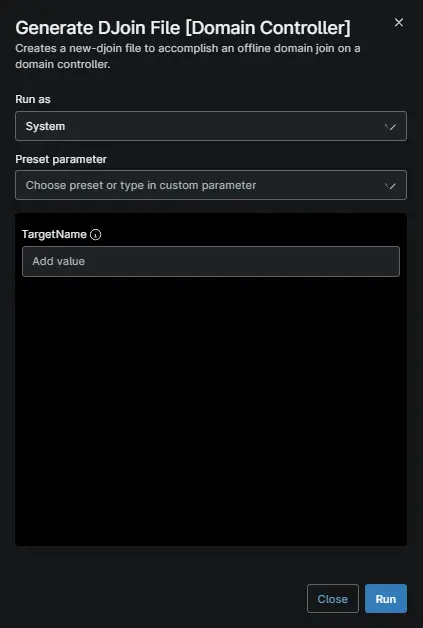 Generate DJoin File [Domain Controller]
Creates a new-djoin file to accomplish an offline domain join on a
domain controller.
Run as
System
Preset parameter
Choose preset or type in custom parameter
TargetName
Add value
Close
Run